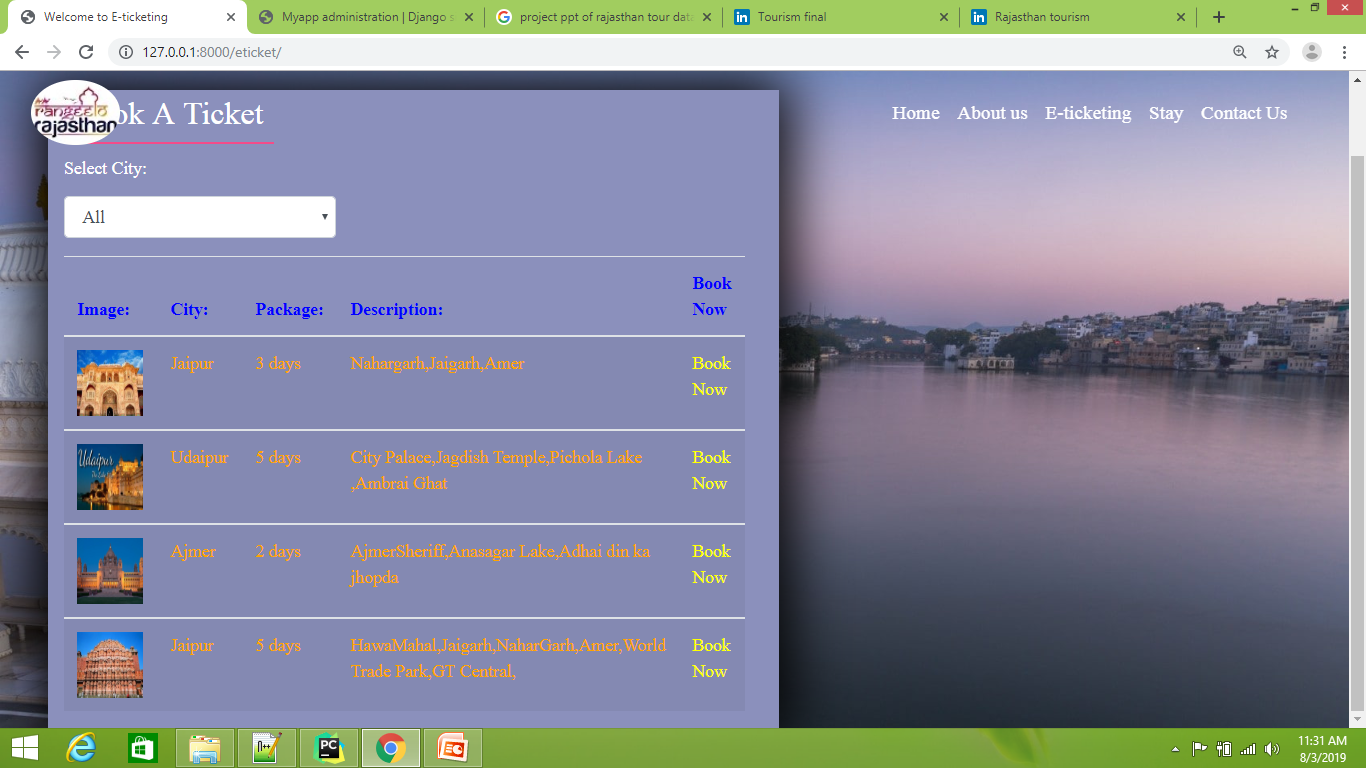 Welcome to E-ticketing
Myapp administration | Django s
project ppt of rajasthan tour data
Tourism final
Rajasthan tourism
127.0.0.1:8000/eticket/
rangeelo
rajasthan
ok A Ticket
Home About us E-ticketing Stay Contact Us
Select City:
All
Image: City: Package: Description: Book Now
Jaipur 3 days Nahargarh,Jaigarh,Amer Book
Now
Udaipur
Udaipur 5 days City Palace,Jagdish Temple,Pichola Lake Book
,Ambrai Ghat Now
Ajmer 2 days AjmerSheriff,Anasagar Lake,Adhai din ka Book
jhopda Now
Jaipur 5 days HawaMahal,Jaigarh,NaharGarh,Amer,World Book
Trade Park,GT Central, Now
PC
11:31 AM
8/3/2019